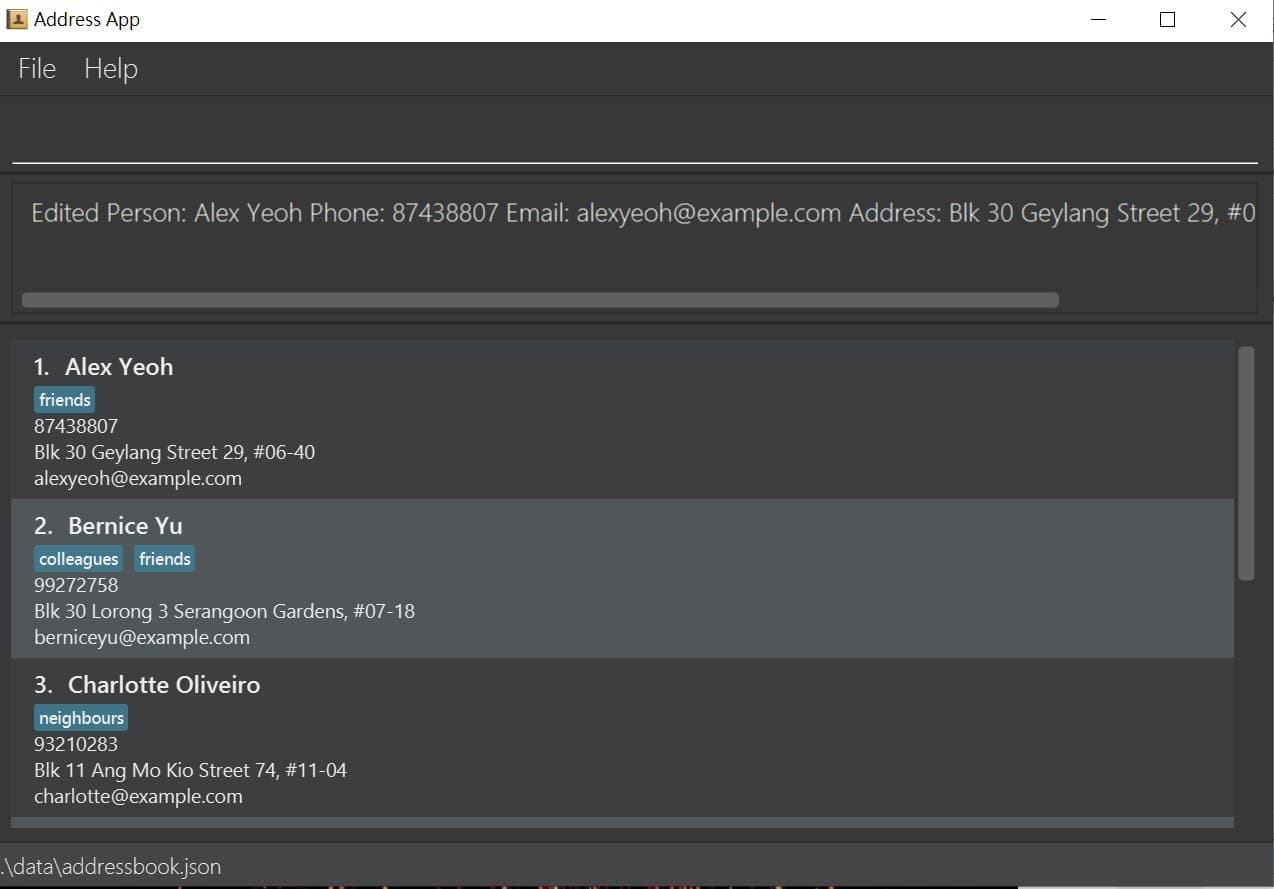 Address App
File Help
Edited Person: Alex Yeoh Phone: 87438807 Email: alexyeoh@example.com Address: Blk 30 Geylang Street 29, #0
1. Alex Yeoh
friends
87438807
Blk 30 Geylang Street 29, #06-40
alexyeoh@example.com
2. Bernice Yu
colleagues friends
99272758
Blk 30 Lorong 3 Serangoon Gardens, #07-18
berniceyu@example.com
3. Charlotte Oliveiro
neighbours
93210283
Blk 11 Ang Mo Kio Street 74, #11-04
charlotte@example.com
.\data\addressbook.json